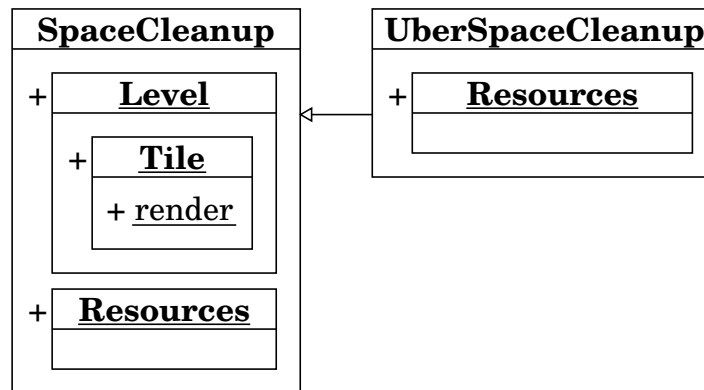 SpaceCleanup
+ Level
+ Tile
+ render
+ Resources
UberSpaceCleanup
+ Resources